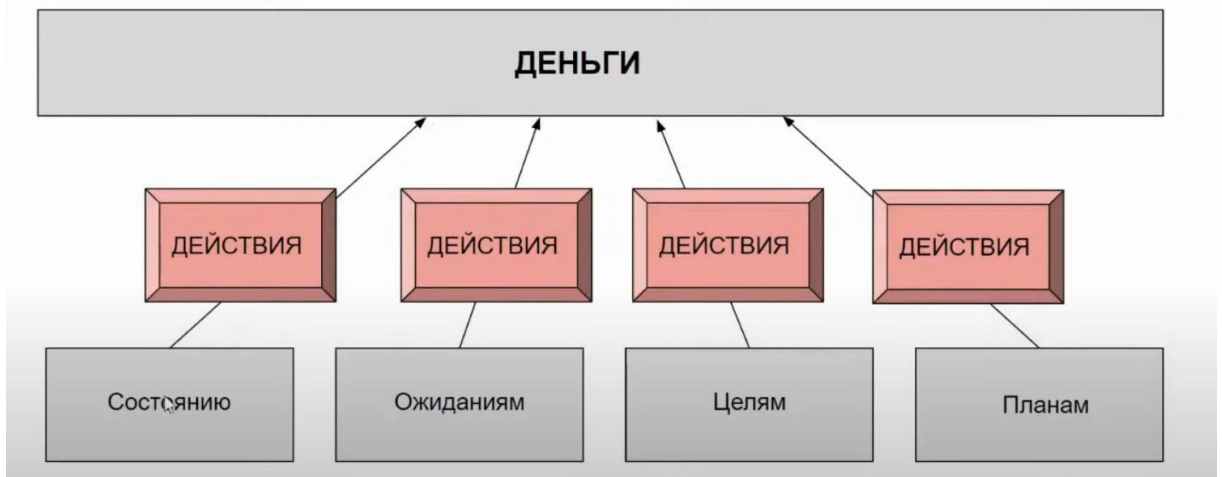 ДЕНЬГИ
ДЕЙСТВИЯ ДЕЙСТВИЯ ДЕЙСТВИЯ ДЕЙСТВИЯ
Состоянию Ожиданиям Целям Планам